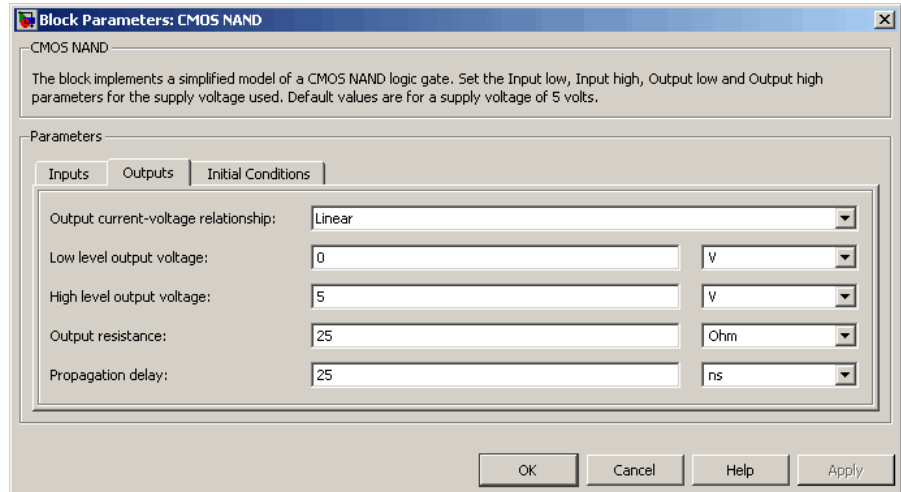 Block Parameters: CMOS NAND
CMOS NAND
The block implements a simplified model of a CMOS NAND logic gate. Set the Input low, Input high, Output low and Output high
parameters for the supply voltage used. Default values are for a supply voltage of 5 volts.
Parameters
Inputs Outputs Initial Conditions
Output current-voltage relationship: Linear
Low level output voltage: 0 V
High level output voltage: 5 V
Output resistance: 25 Ohm
Propagation delay: 25 ns
OK Cancel Help Apply